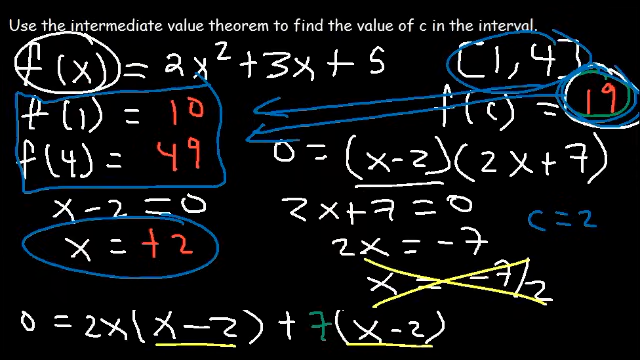 Use the intermediate value theorem to find the value of c in the interval.
f(x) = 2x² + 3x + 5 [1, 4]
f(1) = 10 f(c) = 19
f(4) = 49 0 = (x-2)(2x+7)
x-2=0 2x+7=0 c=2
x = +2 2x = -7
x = -7/2
0 = 2x(x-2) + 7(x-2)